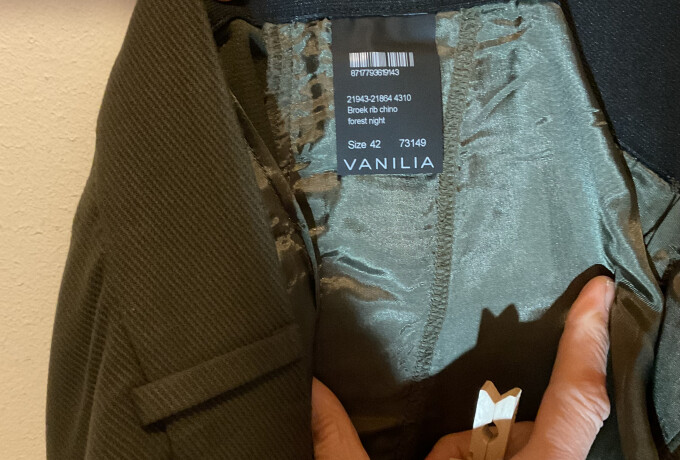 8717793619143
21943-21864 4310
Broek rib chino
forest night
Size 42 73149
VANILIA